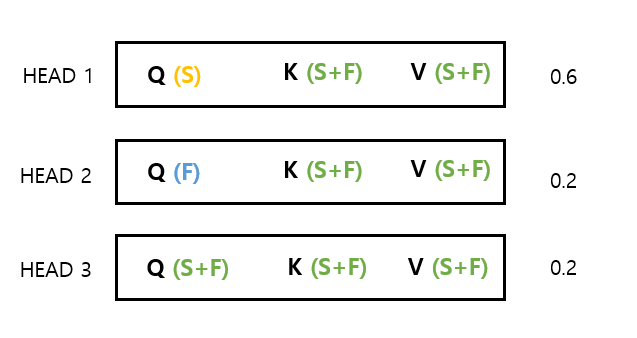 HEAD 1 Q (S) K (S+F) V (S+F) 0.6
HEAD 2 Q (F) K (S+F) V (S+F) 0.2
HEAD 3 Q (S+F) K (S+F) V (S+F) 0.2